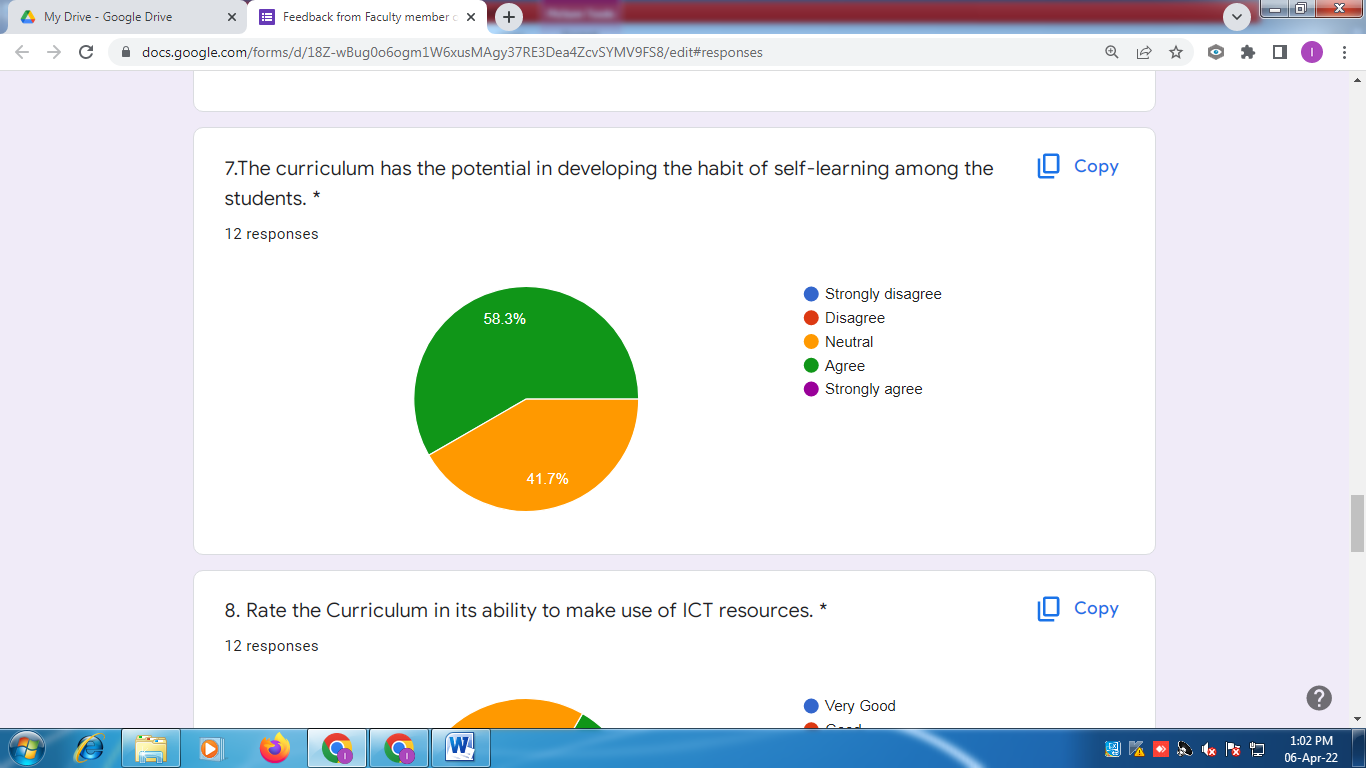 My Drive - Google Drive
Feedback from Faculty member
docs.google.com/forms/d/18Z-wBug0o6ogm1W6xusMAgy37RE3Dea4ZcvSYMV9FS8/edit#responses
I
7.The curriculum has the potential in developing the habit of self-learning among the
students. *
Copy
12 responses
58.3%
41.7%
Strongly disagree
Disagree
Neutral
Agree
Strongly agree
8. Rate the Curriculum in its ability to make use of ICT resources. *
Copy
12 responses
Very Good
Good
1:02 PM
06-Apr-22